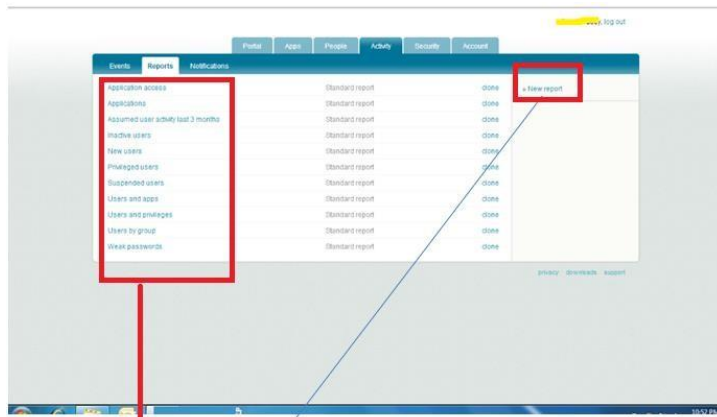 log out
Portal Apps People Activity Security Account
Events Reports Notifications
Application access Standard report clone
+ New report
Applications Standard report clone
Assumed user activity last 3 months Standard report clone
Inactive users Standard report clone
New users Standard report clone
Privileged users Standard report clone
Suspended users Standard report clone
Users and apps Standard report clone
Users and privileges Standard report clone
Users by group Standard report clone
Weak passwords Standard report clone
privacy downloads support
10:52 PM